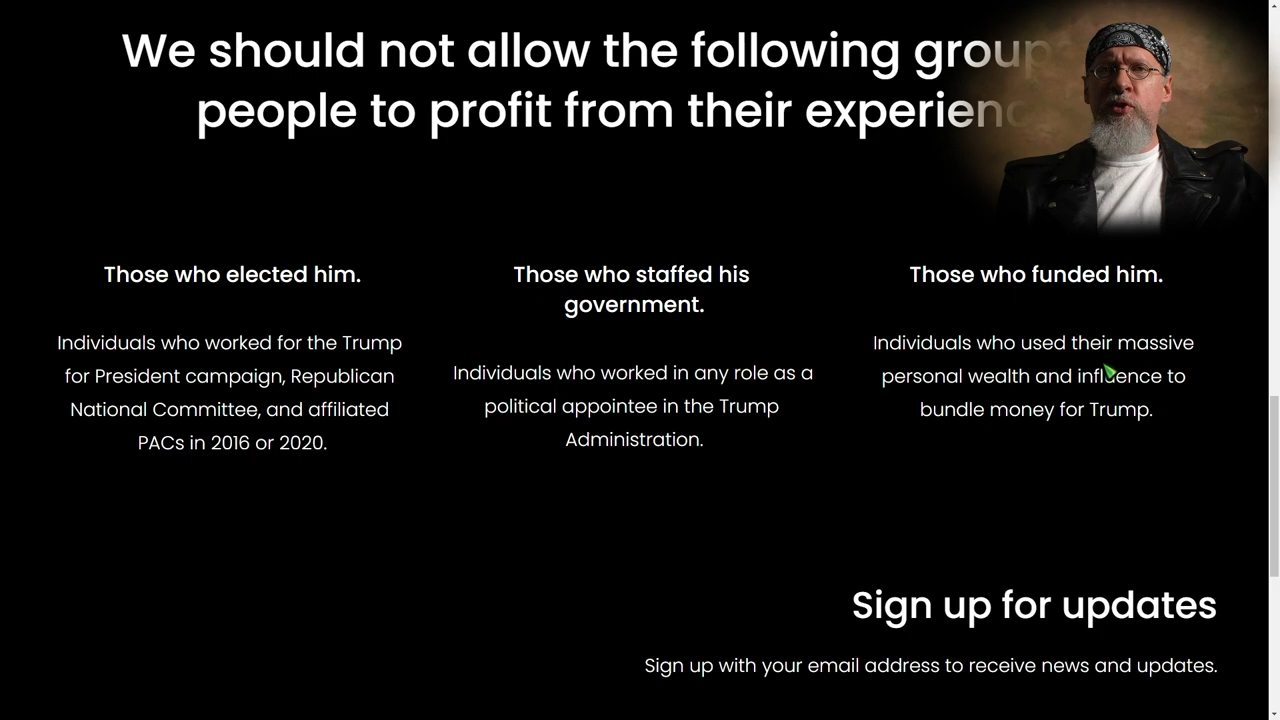 We should not allow the following group
people to profit from their experien
Those who elected him.
Individuals who worked for the Trump
for President campaign, Republican
National Committee, and affiliated
PACs in 2016 or 2020.
Those who staffed his
government.
Individuals who worked in any role as a
political appointee in the Trump
Administration.
Those who funded him.
Individuals who used their massive
personal wealth and influence to
bundle money for Trump.
Sign up for updates
Sign up with your email address to receive news and updates.